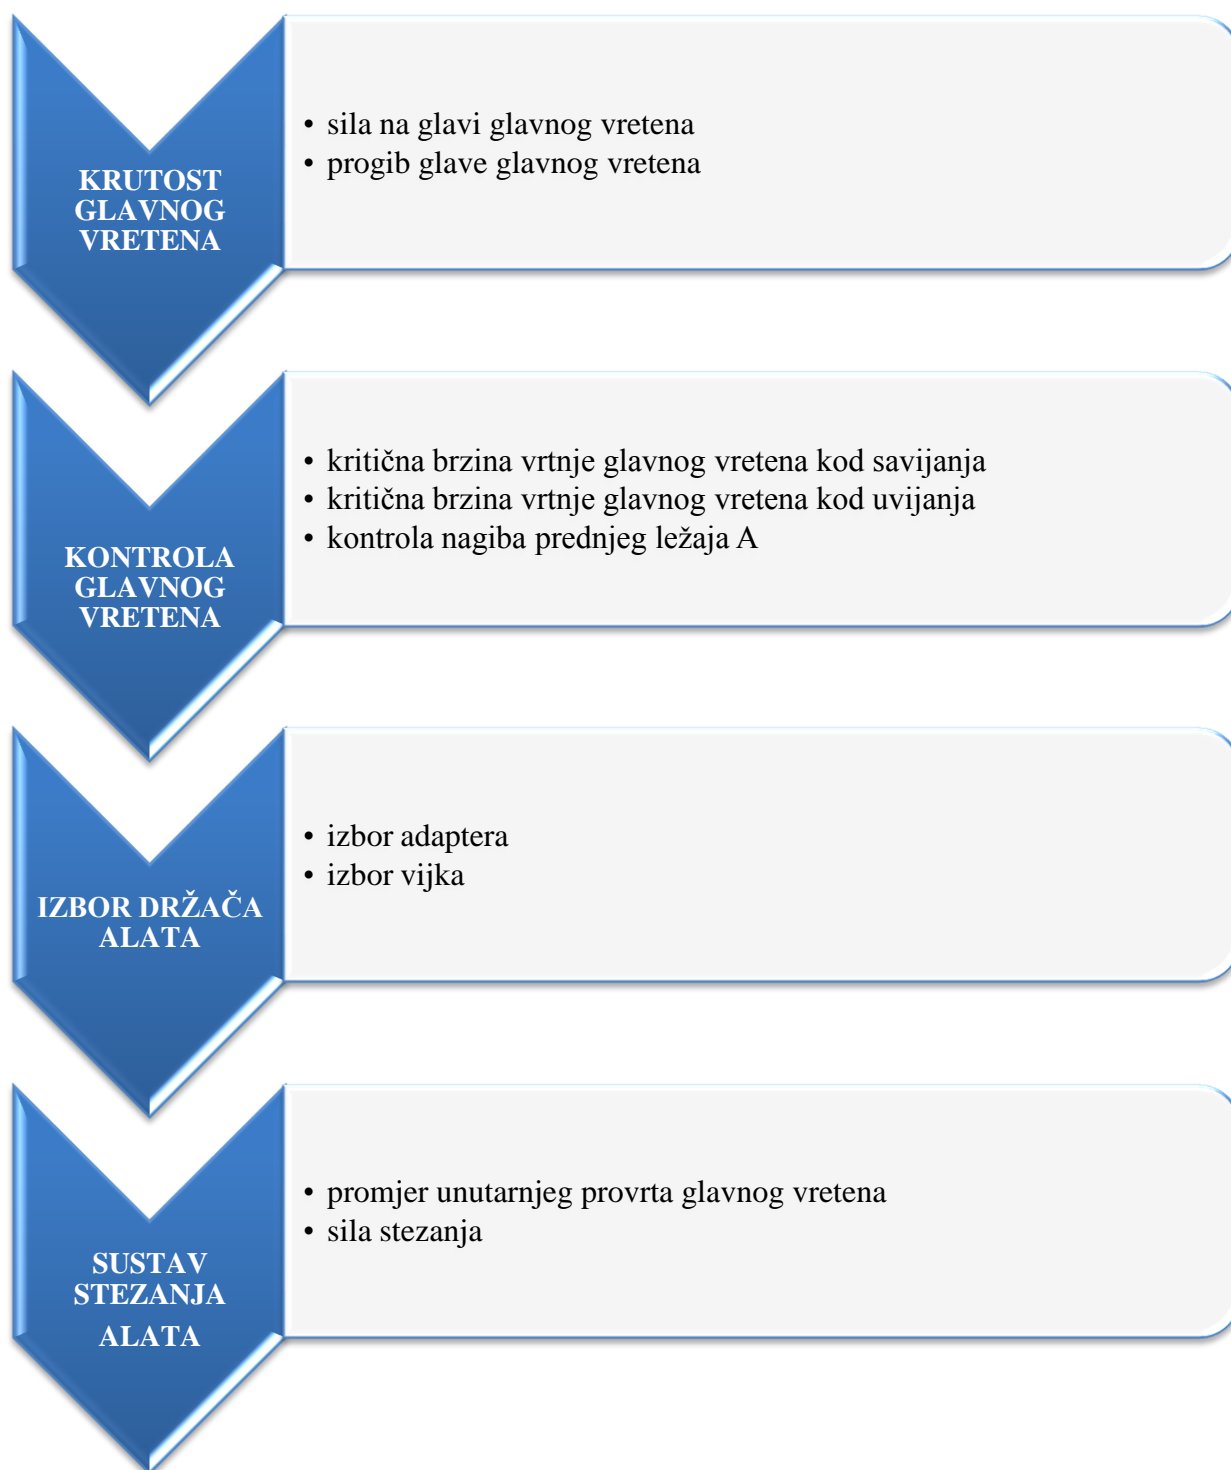 KRUTOST
GLAVNOG
VRETENA
• sila na glavi glavnog vretena
• progib glave glavnog vretena
KONTROLA
GLAVNOG
VRETENA
• kritična brzina vrtnje glavnog vretena kod savijanja
• kritična brzina vrtnje glavnog vretena kod uvijanja
• kontrola nagiba prednjeg ležaja A
IZBOR DRŽAČA
ALATA
• izbor adaptera
• izbor vijka
SUSTAV
STEZANJA
ALATA
• promjer unutarnjeg provrta glavnog vretena
• sila stezanja